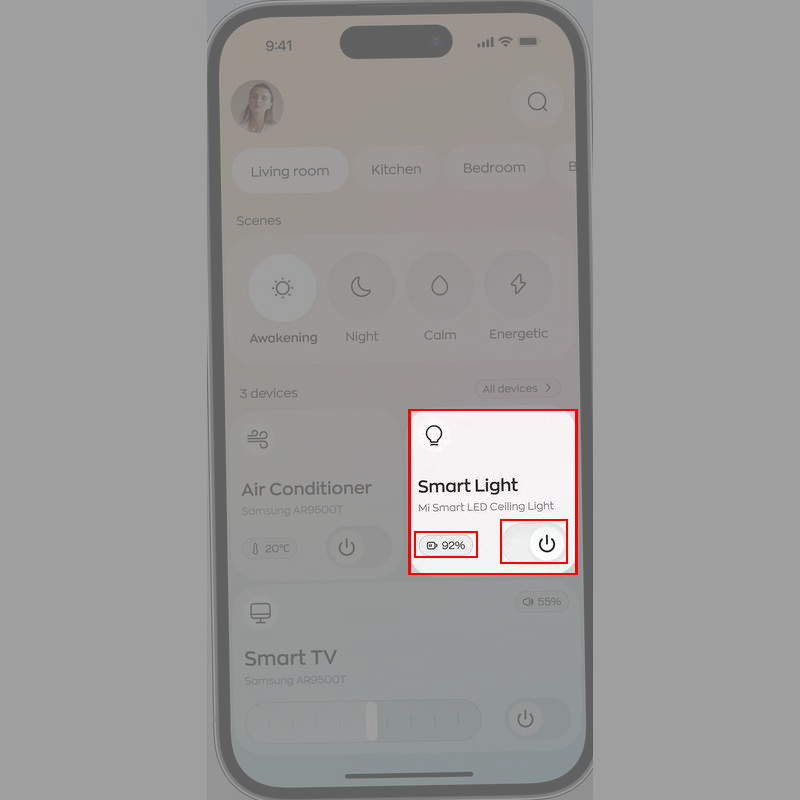 9:41
Living room
Kitchen
Bedroom
B
Scenes
Awakening
Night
Calm
Energetic
3 devices
All devices
Air Conditioner
Samsung AR9500T
20°C
Smart Light
Mi Smart LED Ceiling Light
92%
55%
Smart TV
Samsung AR9500T